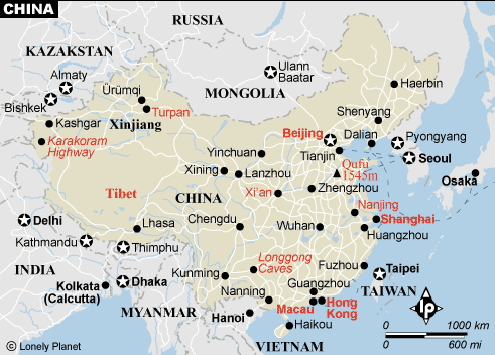 CHINA
RUSSIA
KAZAKSTAN
Almaty
Ulann
Baatar
Haerbin
Bishkek
Ürümqi
MONGOLIA
Turpan
Shenyang
Kashgar
Xinjiang
Beijing
Dalian
Pyongyang
Karakoram
Highway
Yinchuan
Tianjin
Seoul
Xining
Lanzhou
Qufu
1545m
Osaka
Tibet
CHINA
Xi'an
Zhengzhou
Nanjing
Shanghai
Delhi
Lhasa
Chengdu
Wuhan
Huangzhou
Kathmandu
Thimphu
Longgong
Caves
Fuzhou
INDIA
Dhaka
Kunming
Guangzhou
Taipei
Kolkata
(Calcutta)
Nanning
TAIWAN
MYANMAR
Hanoi
Macau
Hong
Kong
Haikou
VIETNAM
lp
0 1000 km
0 600 mi
© Lonely Planet